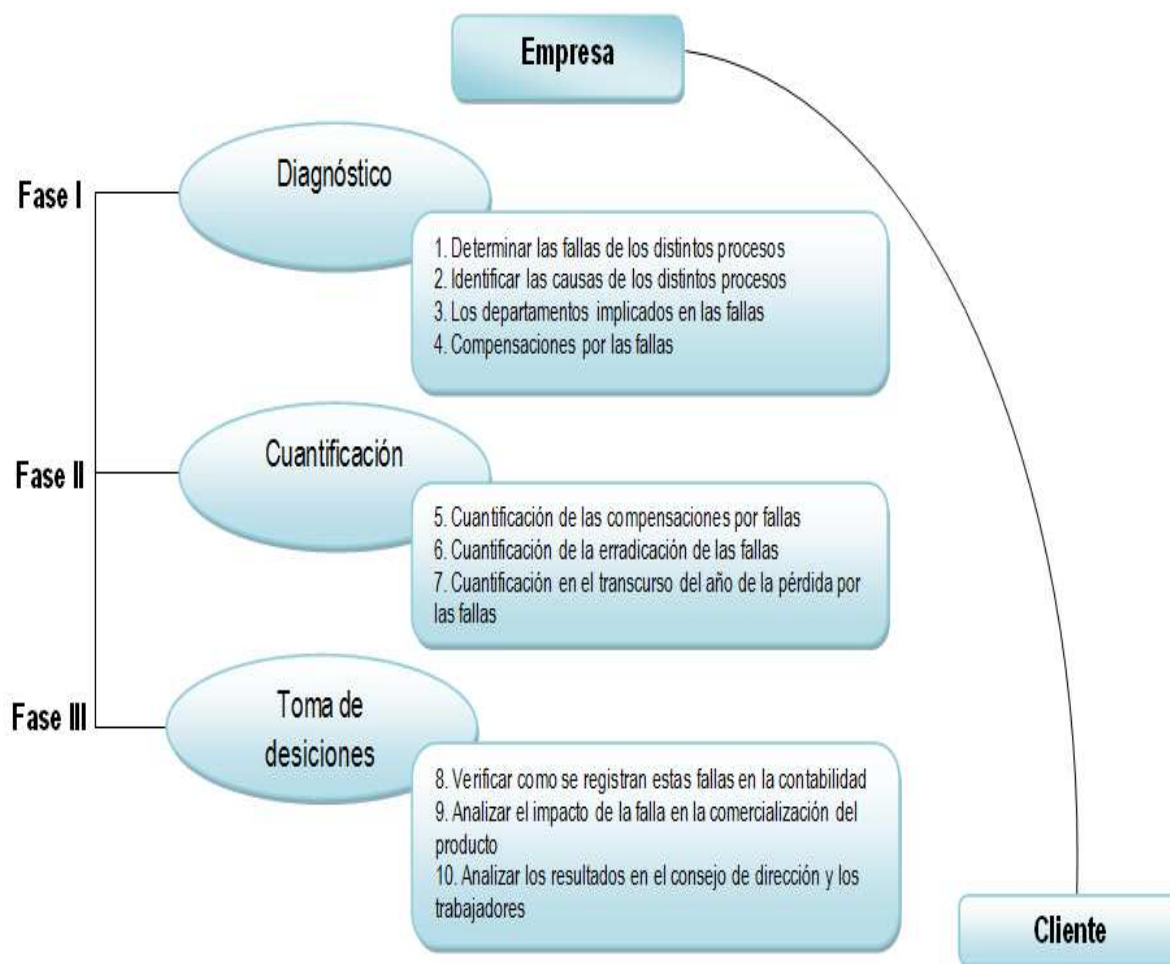 Empresa
Fase I
Diagnóstico
1. Determinar las fallas de los distintos procesos
2. Identificar las causas de los distintos procesos
3. Los departamentos implicados en las fallas
4. Compensaciones por las fallas
Fase II
Cuantificación
5. Cuantificación de las compensaciones por fallas
6. Cuantificación de la erradicación de las fallas
7. Cuantificación en el transcurso del año de la pérdida por
las fallas
Fase III
Toma de
desiciones
8. Verificar como se registran estas fallas en la contabilidad
9. Analizar el impacto de la falla en la comercialización del
producto
10. Analizar los resultados en el consejo de dirección y los
trabajadores
Cliente